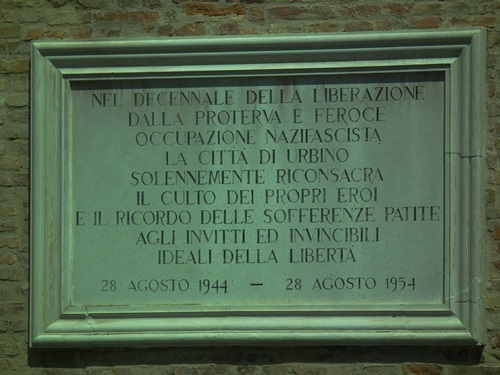 NEL DECENNALE DELLA LIBERAZIONE
DALLA PROTERVA E FEROCE
OCCUPAZIONE NAZIFASCISTA
LA CITTÀ DI URBINO
SOLENNEMENTE RICONSACRA
IL CULTO DEI PROPRI EROI
E IL RICORDO DELLE SOFFERENZE PATITE
AGLI INVITTI ED INVINCIBILI
IDEALI DELLA LIBERTÀ
28 AGOSTO 1944 — 28 AGOSTO 1954